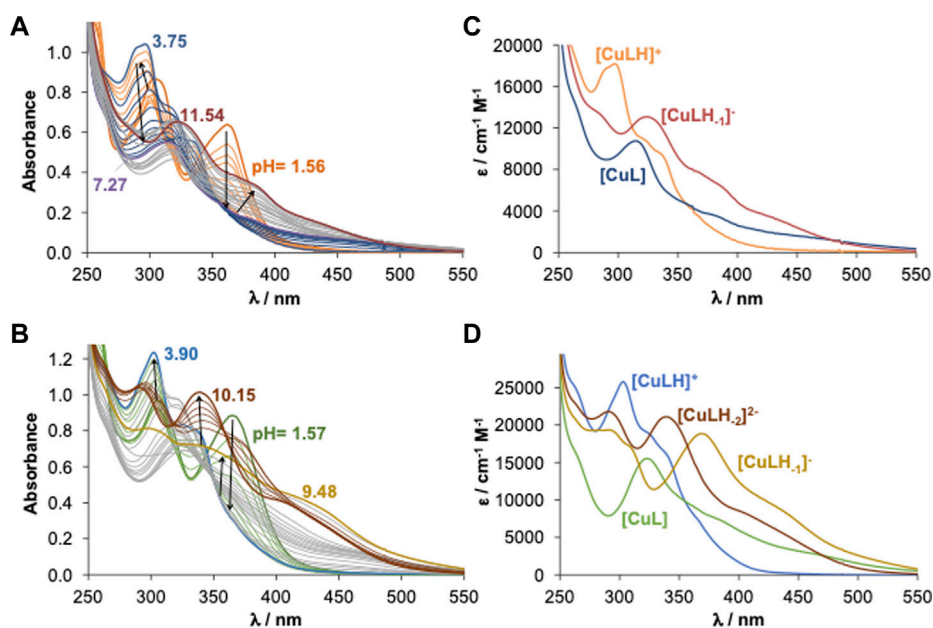 A
1.0
0.8
0.6
0.4
0.2
0.0
Absorbance
3.75
11.54
pH= 1.56
7.27
250 300 350 400 450 500 550
λ / nm
C
20000
16000
12000
8000
4000
0
ε / cm⁻¹ M⁻¹
[CuLH]⁺
[CuLH₋₁]⁻
[CuL]
250 300 350 400 450 500 550
λ / nm
B
1.2
1.0
0.8
0.6
0.4
0.2
0.0
Absorbance
3.90
10.15
pH= 1.57
9.48
250 300 350 400 450 500 550
λ / nm
D
25000
20000
15000
10000
5000
0
ε / cm⁻¹ M⁻¹
[CuLH]⁺
[CuLH₋₂]²⁻
[CuLH₋₁]⁻
[CuL]
250 300 350 400 450 500 550
λ / nm